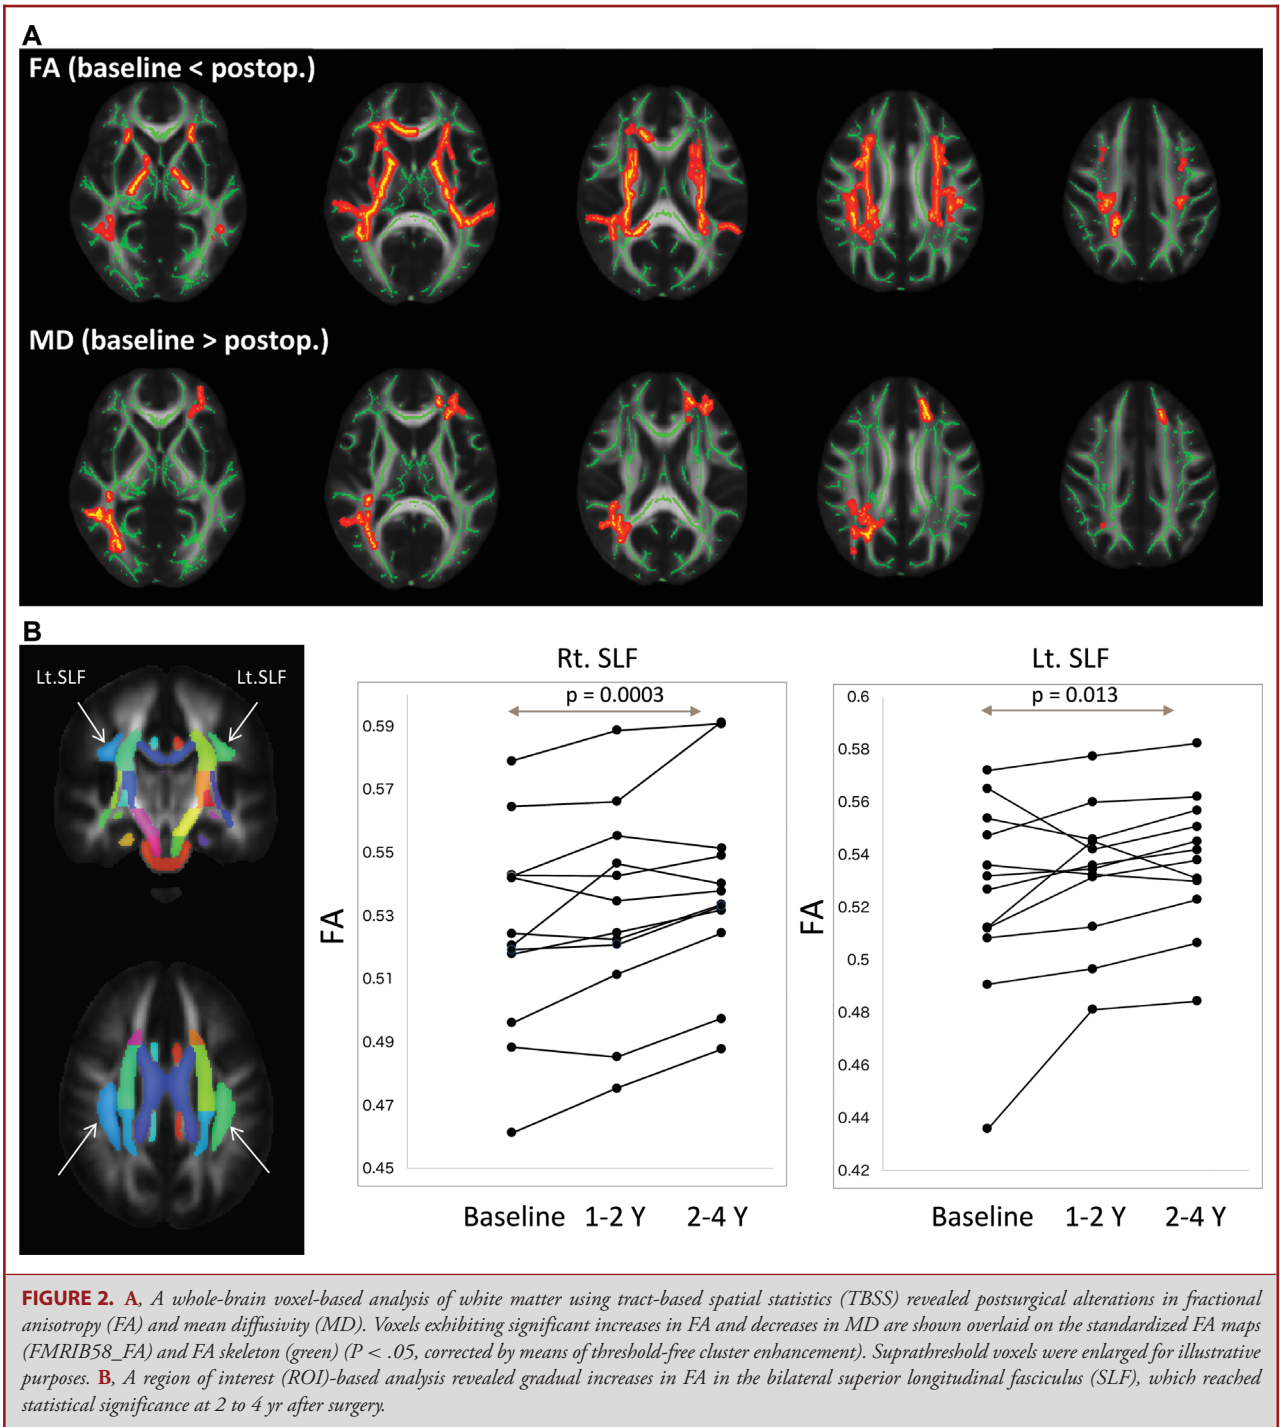 A
FA (baseline < postop.)
MD (baseline > postop.)
B
Lt.SLF
Lt.SLF
Rt. SLF
p = 0.0003
FA
0.59
0.57
0.55
0.53
0.51
0.49
0.47
0.45
Baseline 1-2 Y 2-4 Y
Lt. SLF
p = 0.013
FA
0.6
0.58
0.56
0.54
0.52
0.5
0.48
0.46
0.44
0.42
Baseline 1-2 Y 2-4 Y
FIGURE 2. A, A whole-brain voxel-based analysis of white matter using tract-based spatial statistics (TBSS) revealed postsurgical alterations in fractional
anisotropy (FA) and mean diffusivity (MD). Voxels exhibiting significant increases in FA and decreases in MD are shown overlaid on the standardized FA maps
(FMRIB58_FA) and FA skeleton (green) (P < .05, corrected by means of threshold-free cluster enhancement). Suprathreshold voxels were enlarged for illustrative
purposes. B, A region of interest (ROI)-based analysis revealed gradual increases in FA in the bilateral superior longitudinal fasciculus (SLF), which reached
statistical significance at 2 to 4 yr after surgery.